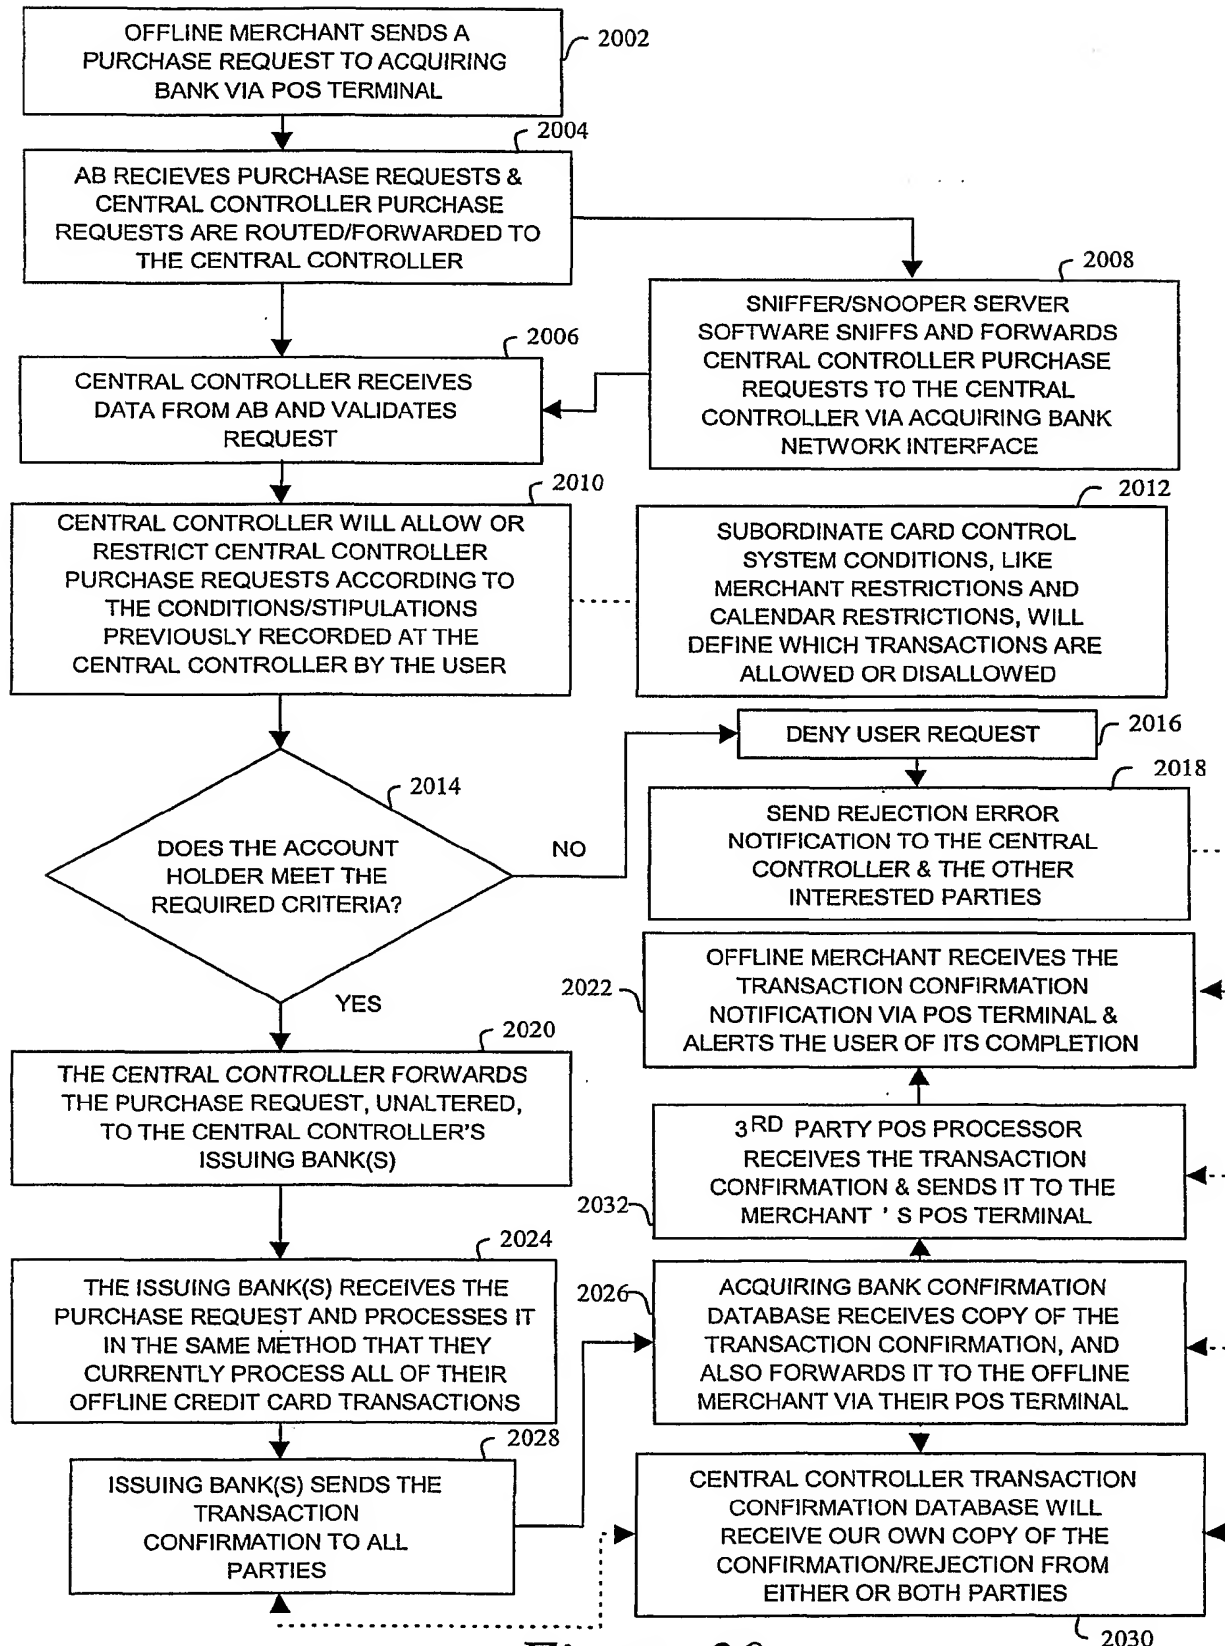 OFFLINE MERCHANT SENDS A
PURCHASE REQUEST TO ACQUIRING
BANK VIA POS TERMINAL
2002
2004
AB RECIEVES PURCHASE REQUESTS &
CENTRAL CONTROLLER PURCHASE
REQUESTS ARE ROUTED/FORWARDED TO
THE CENTRAL CONTROLLER
2008
SNIFFER/SNOOPER SERVER
SOFTWARE SNIFFS AND FORWARDS
CENTRAL CONTROLLER PURCHASE
REQUESTS TO THE CENTRAL
CONTROLLER VIA ACQUIRING BANK
NETWORK INTERFACE
2006
CENTRAL CONTROLLER RECEIVES
DATA FROM AB AND VALIDATES
REQUEST
2010
CENTRAL CONTROLLER WILL ALLOW OR
RESTRICT CENTRAL CONTROLLER
PURCHASE REQUESTS ACCORDING TO
THE CONDITIONS/STIPULATIONS
PREVIOUSLY RECORDED AT THE
CENTRAL CONTROLLER BY THE USER
2012
SUBORDINATE CARD CONTROL
SYSTEM CONDITIONS, LIKE
MERCHANT RESTRICTIONS AND
CALENDAR RESTRICTIONS, WILL
DEFINE WHICH TRANSACTIONS ARE
ALLOWED OR DISALLOWED
2014
DOES THE ACCOUNT
HOLDER MEET THE
REQUIRED CRITERIA?
NO
YES
DENY USER REQUEST
2016
2018
SEND REJECTION ERROR
NOTIFICATION TO THE CENTRAL
CONTROLLER & THE OTHER
INTERESTED PARTIES
2022
OFFLINE MERCHANT RECEIVES THE
TRANSACTION CONFIRMATION
NOTIFICATION VIA POS TERMINAL &
ALERTS THE USER OF ITS COMPLETION
2020
THE CENTRAL CONTROLLER FORWARDS
THE PURCHASE REQUEST, UNALTERED,
TO THE CENTRAL CONTROLLER'S
ISSUING BANK(S)
2032
3RD PARTY POS PROCESSOR
RECEIVES THE TRANSACTION
CONFIRMATION & SENDS IT TO THE
MERCHANT 'S POS TERMINAL
2024
THE ISSUING BANK(S) RECEIVES THE
PURCHASE REQUEST AND PROCESSES IT
IN THE SAME METHOD THAT THEY
CURRENTLY PROCESS ALL OF THEIR
OFFLINE CREDIT CARD TRANSACTIONS
2026
ACQUIRING BANK CONFIRMATION
DATABASE RECEIVES COPY OF THE
TRANSACTION CONFIRMATION, AND
ALSO FORWARDS IT TO THE OFFLINE
MERCHANT VIA THEIR POS TERMINAL
2028
ISSUING BANK(S) SENDS THE
TRANSACTION
CONFIRMATION TO ALL
PARTIES
CENTRAL CONTROLLER TRANSACTION
CONFIRMATION DATABASE WILL
RECEIVE OUR OWN COPY OF THE
CONFIRMATION/REJECTION FROM
EITHER OR BOTH PARTIES
2030